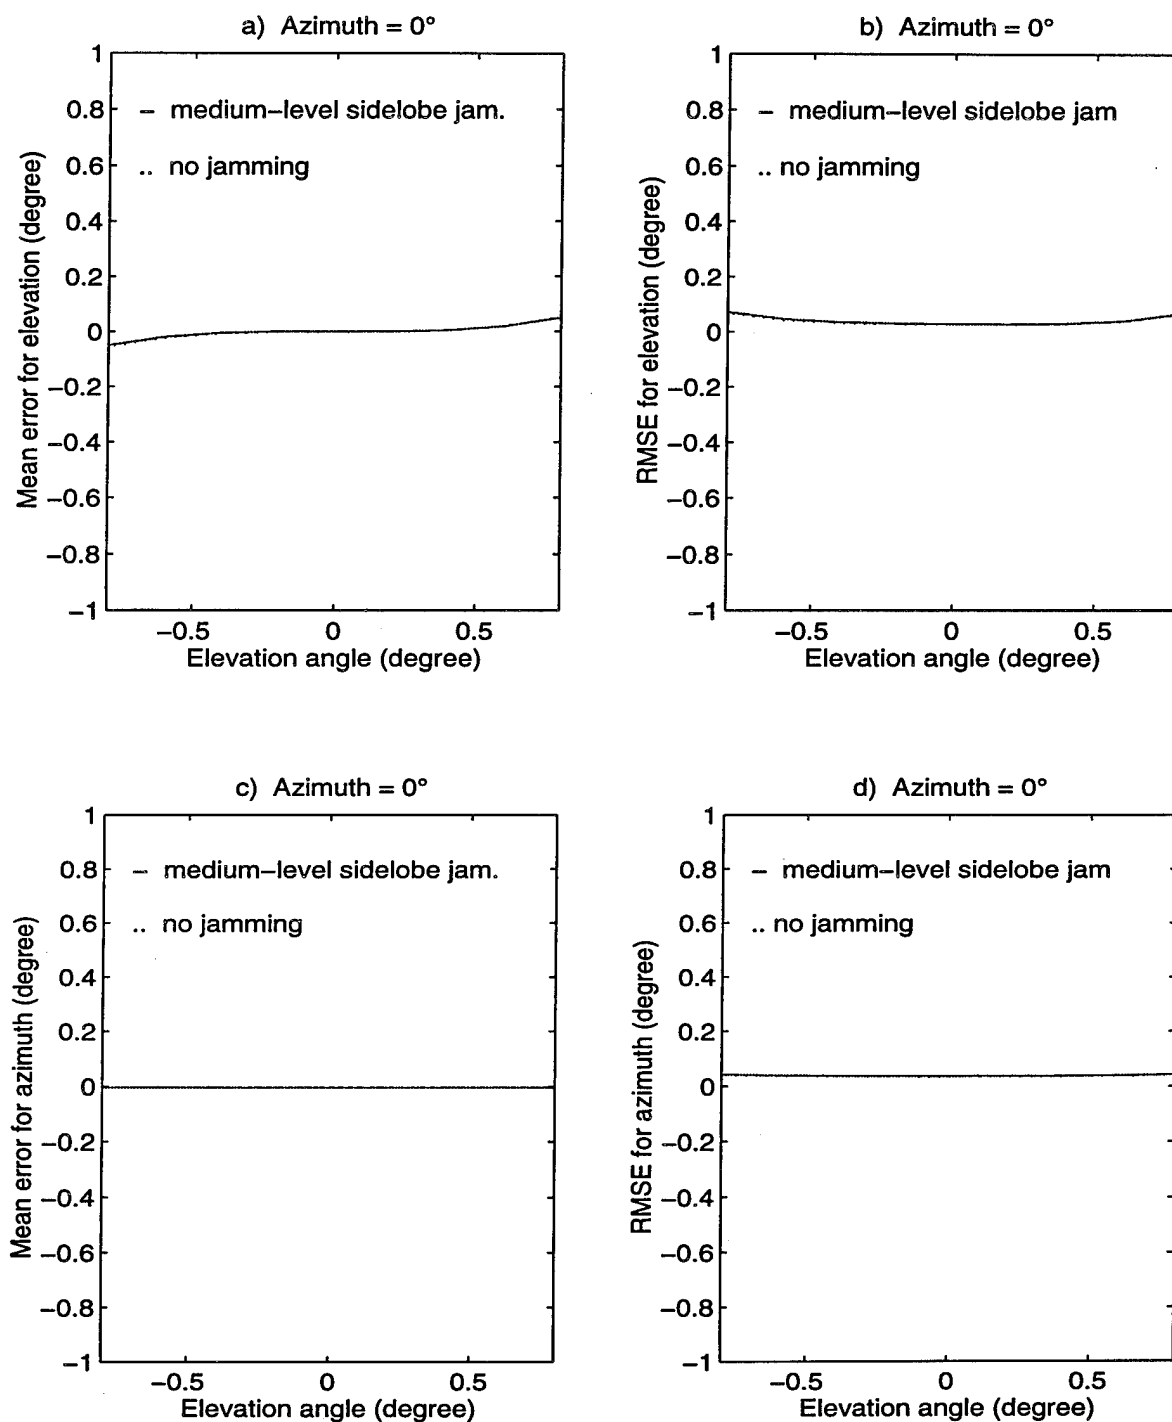 a) Azimuth = 0°
1
0.8
0.6
0.4
0.2
0
−0.2
−0.4
−0.6
−0.8
−1
– medium–level sidelobe jam.
.. no jamming
Mean error for elevation (degree)
−0.5 0 0.5
Elevation angle (degree)
b) Azimuth = 0°
1
0.8
0.6
0.4
0.2
0
−0.2
−0.4
−0.6
−0.8
−1
– medium–level sidelobe jam
.. no jamming
RMSE for elevation (degree)
−0.5 0 0.5
Elevation angle (degree)
c) Azimuth = 0°
1
0.8
0.6
0.4
0.2
0
−0.2
−0.4
−0.6
−0.8
−1
– medium–level sidelobe jam.
.. no jamming
Mean error for azimuth (degree)
−0.5 0 0.5
Elevation angle (degree)
d) Azimuth = 0°
1
0.8
0.6
0.4
0.2
0
−0.2
−0.4
−0.6
−0.8
−1
– medium–level sidelobe jam
.. no jamming
RMSE for azimuth (degree)
−0.5 0 0.5
Elevation angle (degree)